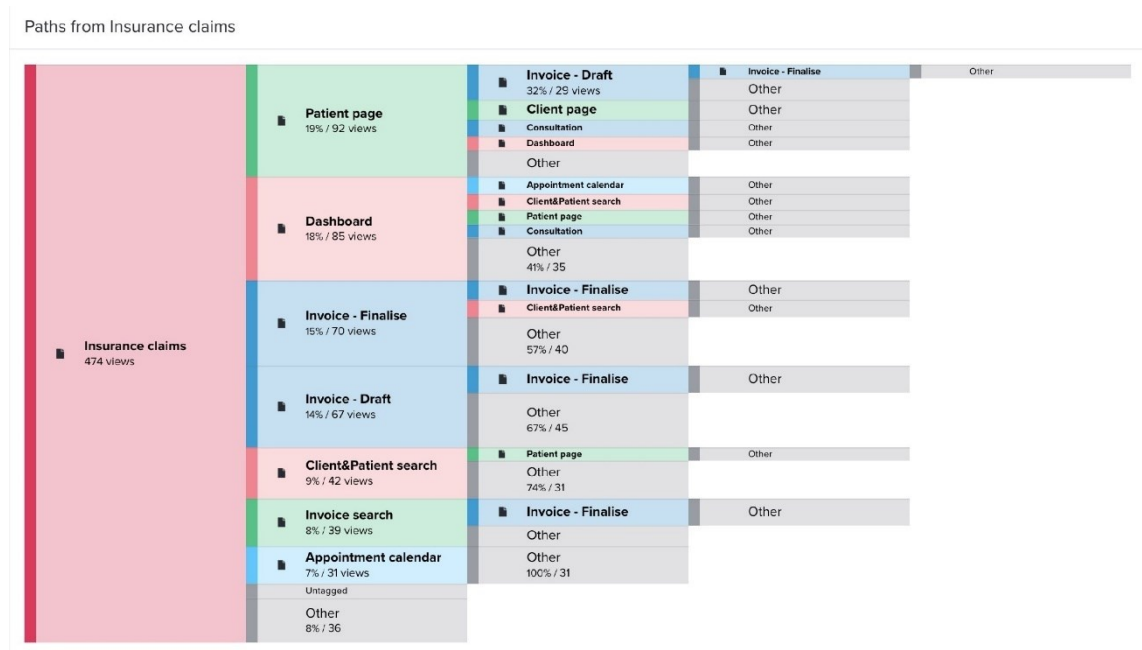 Paths from Insurance claims
Insurance claims
474 views
Patient page
19% / 92 views
Invoice - Draft
32% / 29 views
Invoice - Finalise
Other
Other
Client page
Other
Consultation
Other
Dashboard
Other
Other
Dashboard
18% / 85 views
Appointment calendar
Other
Client&Patient search
Other
Patient page
Other
Consultation
Other
Other
41% / 35
Invoice - Finalise
15% / 70 views
Invoice - Finalise
Other
Client&Patient search
Other
Other
57% / 40
Invoice - Draft
14% / 67 views
Invoice - Finalise
Other
Other
67% / 45
Client&Patient search
9% / 42 views
Patient page
Other
Other
74% / 31
Invoice search
8% / 39 views
Invoice - Finalise
Other
Other
Appointment calendar
7% / 31 views
Other
100% / 31
Untagged
Other
8% / 36